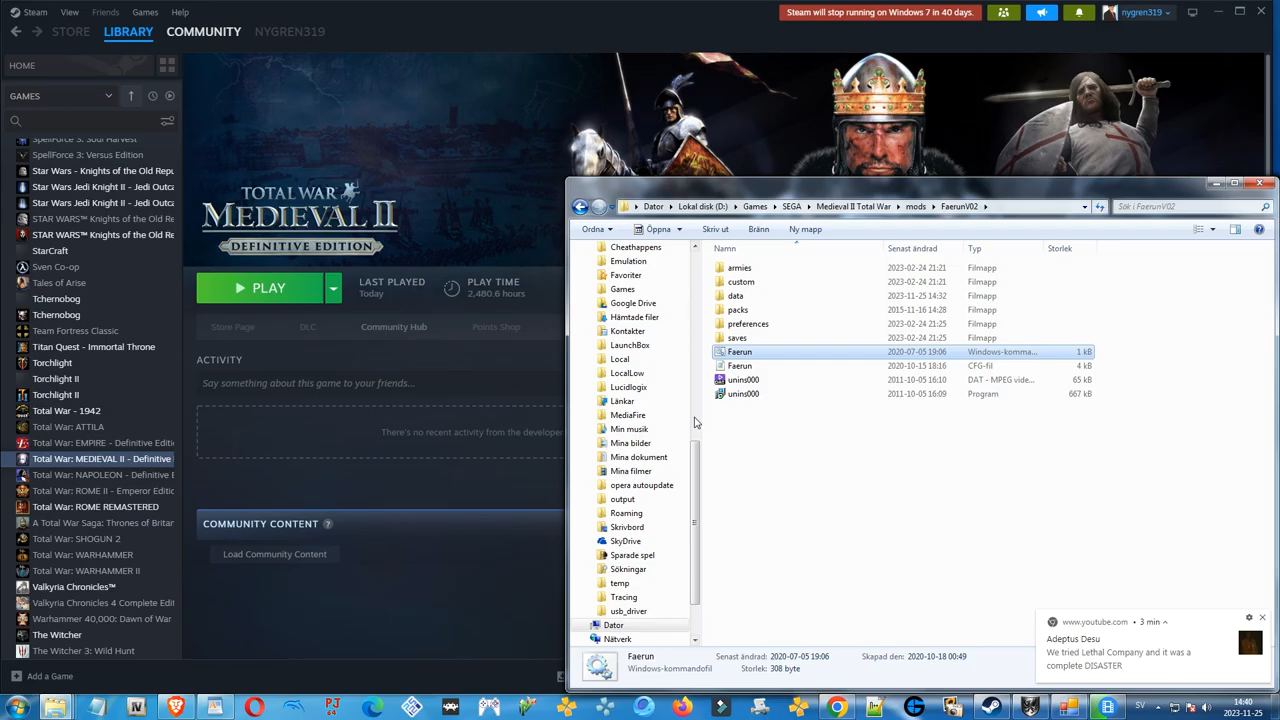 Steam View Friends Games Help
Steam will stop running on Windows 7 in 40 days.
nygren319
STORE LIBRARY COMMUNITY NYGREN319
HOME
GAMES
SpellForce 3: Soul Harvest
SpellForce 3: Versus Edition
Star Wars - Knights of the Old Repu
Star Wars Jedi Knight II - Jedi Outca
STAR WARS™ Knights of the Old Re
Star Wars Jedi Knight II - Jedi Outca
STAR WARS™ Knights of the Old Re
STAR WARS™ Knights of the Old Re
StarCraft
Sven Co-op
Tales of Arise
Tchernobog
Tchernobog
Team Fortress Classic
Titan Quest - Immortal Throne
Torchlight
Torchlight II
Torchlight II
Total War - 1942
Total War: ATTILA
Total War: EMPIRE - Definitive Editi
Total War: MEDIEVAL II - Definitive
Total War: NAPOLEON - Definitive E
Total War: ROME II - Emperor Editio
Total War: ROME REMASTERED
A Total War Saga: Thrones of Britan
Total War: SHOGUN 2
Total War: WARHAMMER
Total War: WARHAMMER II
Valkyria Chronicles™
Valkyria Chronicles 4 Complete Edit
Warhammer 40,000: Dawn of War
The Witcher
The Witcher 3: Wild Hunt
Add a Game
TOTAL WAR
MEDIEVAL II
DEFINITIVE EDITION
PLAY
LAST PLAYED
Today
PLAY TIME
2,480.6 hours
Store Page DLC Community Hub Points Shop
ACTIVITY
Say something about this game to your friends...
There's no recent activity from the developer
COMMUNITY CONTENT ?
Load Community Content
Dator Lokal disk (D:) Games SEGA Medieval II Total War mods FaerunV02
Sök i FaerunV02
Ordna Öppna Skriv ut Bränn Ny mapp
Cheathappens
Emulation
Favoriter
Games
Google Drive
Hämtade filer
Kontakter
LaunchBox
Local
LocalLow
Lucidlogix
Länkar
MediaFire
Min musik
Mina bilder
Mina dokument
Mina filmer
opera autoupdate
output
Roaming
Skrivbord
SkyDrive
Sparade spel
Sökningar
temp
Tracing
usb_driver
Dator
Nätverk
Namn Senast ändrad Typ Storlek
armies 2023-02-24 21:21 Filmapp
custom 2023-02-24 21:21 Filmapp
data 2023-11-25 14:32 Filmapp
packs 2015-11-16 14:28 Filmapp
preferences 2023-02-24 21:25 Filmapp
saves 2023-02-24 21:25 Filmapp
Faerun 2020-07-05 19:06 Windows-komma... 1 kB
Faerun 2020-10-15 18:16 CFG-fil 4 kB
unins000 2011-10-05 16:10 DAT - MPEG vide... 65 kB
unins000 2011-10-05 16:09 Program 667 kB
Faerun Senast ändrad: 2020-07-05 19:06 Skapad den: 2020-10-18 00:49
Windows-kommandofil Storlek: 308 byte
www.youtube.com • 3 min
Adeptus Desu
We tried Lethal Company and it was a
complete DISASTER
IV
PJ
64
SV
14:40
2023-11-25